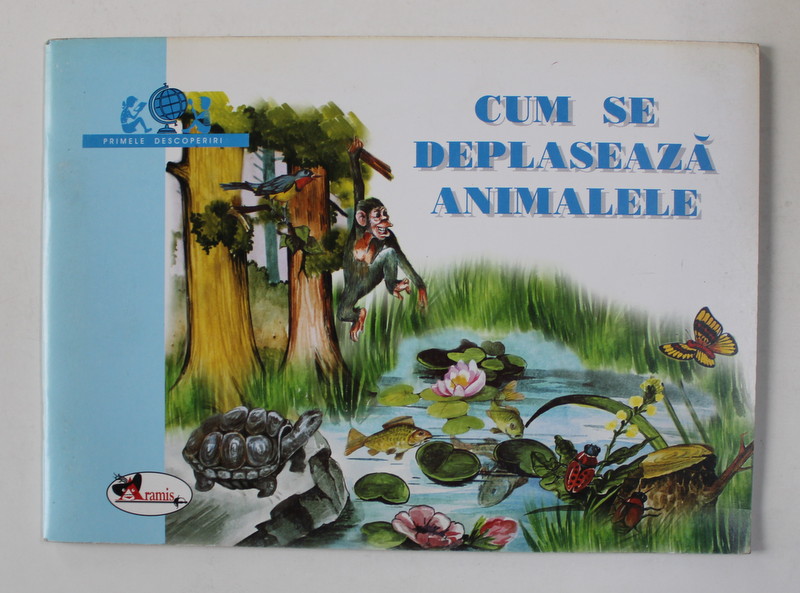 PRIMELE DESCOPERIRI
CUM SE
DEPLASEAZĂ
ANIMALELE
Aramis